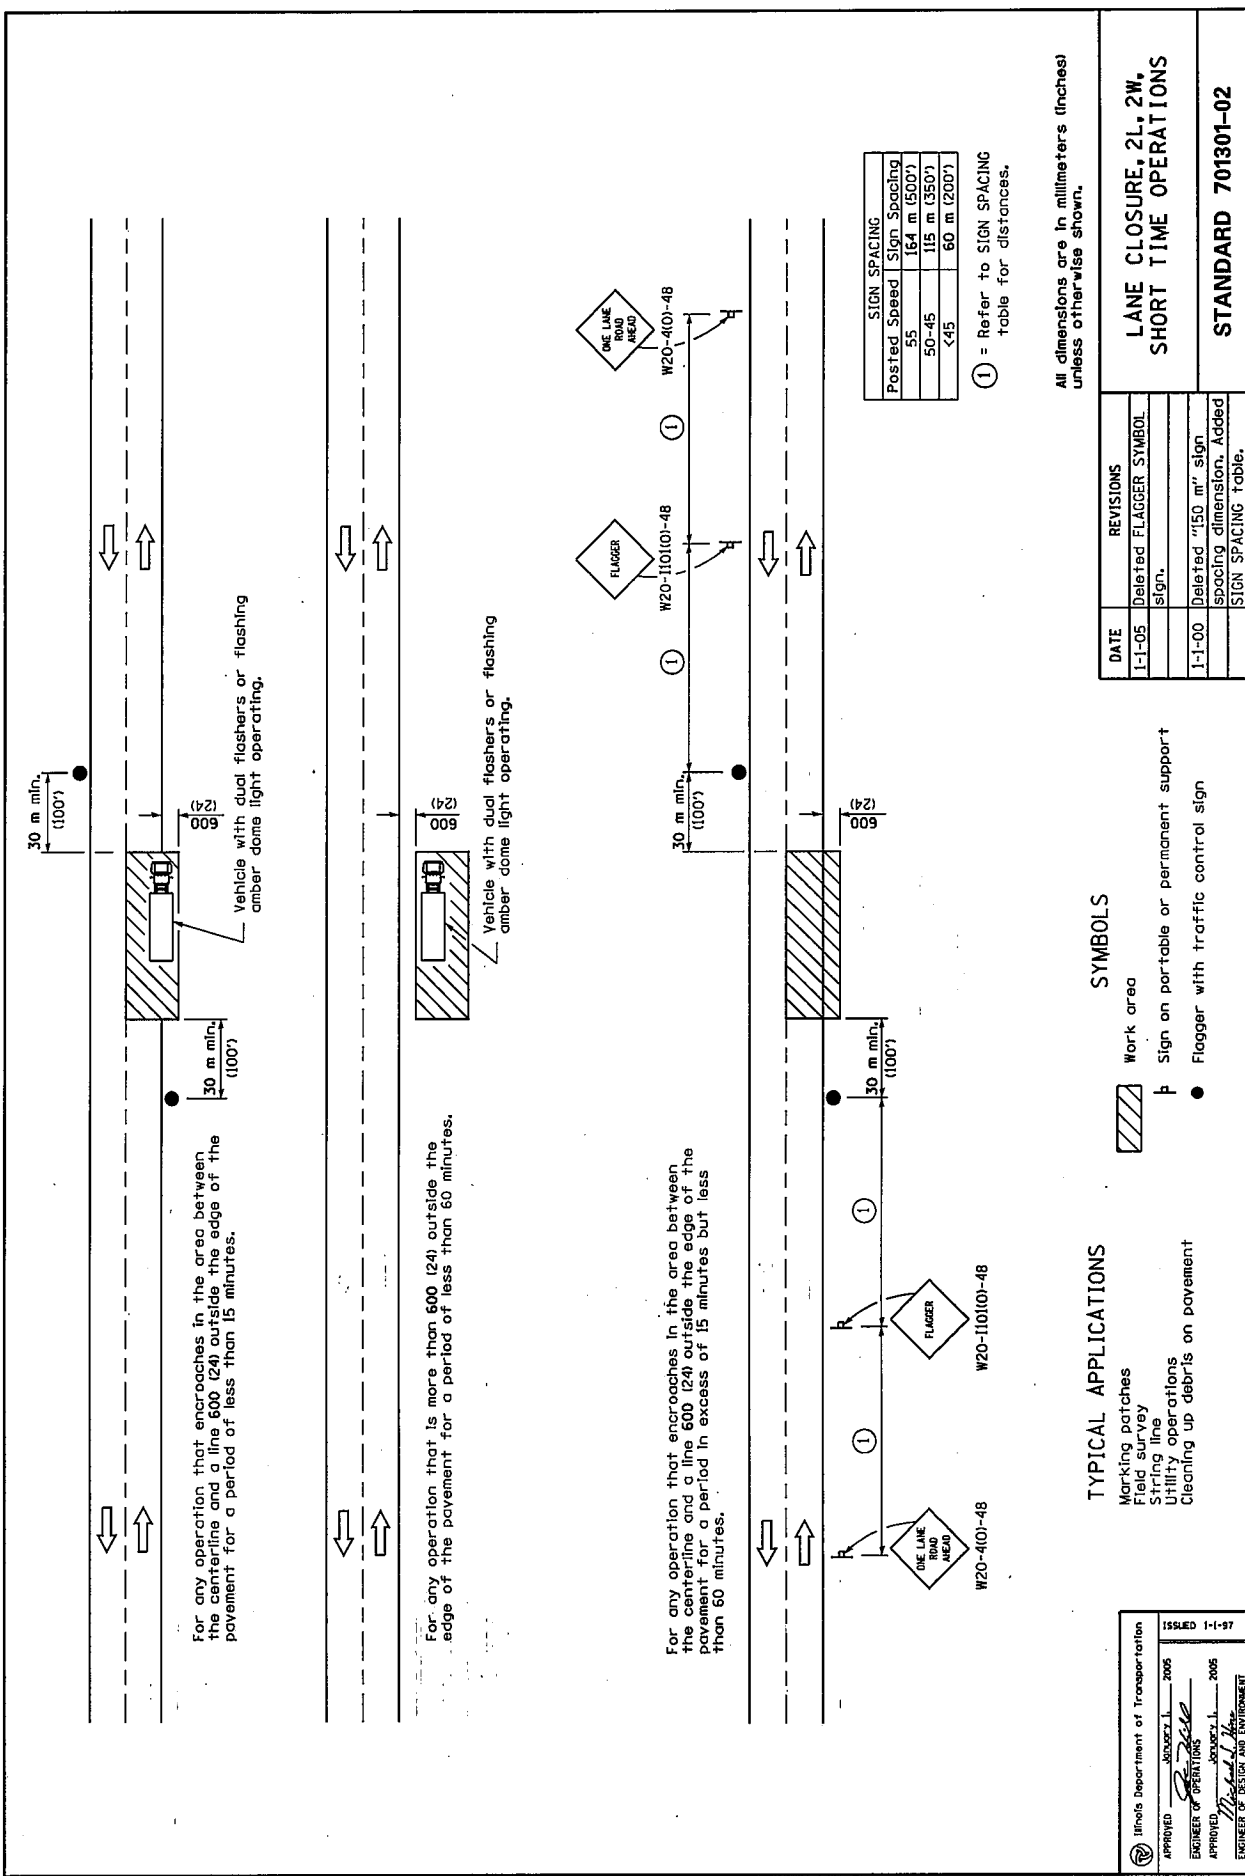 30 m min.
(100')
600
(24)
Vehicle with dual flashers or flashing
amber dome light operating.
30 m min.
(100')
For any operation that encroaches in the area between
the centerline and a line 600 (24) outside the edge of the
pavement for a period of less than 15 minutes.
600
(24)
Vehicle with dual flashers or flashing
amber dome light operating.
For any operation that is more than 600 (24) outside the
edge of the pavement for a period of less than 60 minutes.
ONE LANE
ROAD
AHEAD
W20-4(O)-48
FLAGGER
W20-I101(O)-48
1
1
30 m min.
(100')
600
(24)
For any operation that encroaches in the area between
the centerline and a line 600 (24) outside the edge of the
pavement for a period in excess of 15 minutes but less
than 60 minutes.
30 m min.
(100')
1
1
FLAGGER
W20-I101(O)-48
ONE LANE
ROAD
AHEAD
W20-4(O)-48
SIGN SPACING
Posted Speed Sign Spacing
55 164 m (500')
50-45 115 m (350')
<45 60 m (200')
1 = Refer to SIGN SPACING
table for distances.
All dimensions are in millimeters (inches)
unless otherwise shown.
TYPICAL APPLICATIONS
Marking patches
Field survey
String line
Utility operations
Cleaning up debris on pavement
SYMBOLS
Work area
Sign on portable or permanent support
Flagger with traffic control sign
Illinois Department of Transportation
APPROVED January 1, 2005
ENGINEER OF OPERATIONS
APPROVED January 1, 2005
ENGINEER OF DESIGN AND ENVIRONMENT
ISSUED 1-1-97
DATE REVISIONS
1-1-05 Deleted FLAGGER SYMBOL
sign.
1-1-00 Deleted "150 m" sign
spacing dimension. Added
SIGN SPACING table.
LANE CLOSURE, 2L, 2W,
SHORT TIME OPERATIONS
STANDARD 701301-02